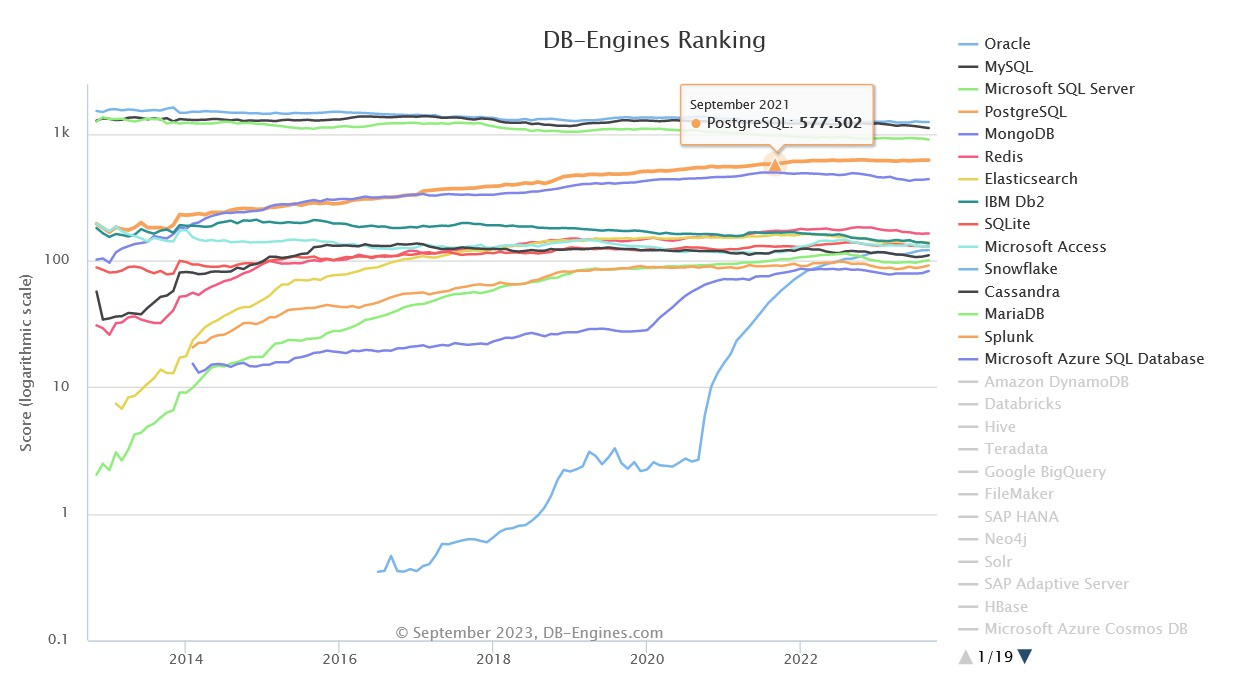 DB-Engines Ranking
Score (logarithmic scale)
1k
100
10
1
0.1
2014
2016
2018
2020
2022
September 2021
PostgreSQL: 577.502
© September 2023, DB-Engines.com
Oracle
MySQL
Microsoft SQL Server
PostgreSQL
MongoDB
Redis
Elasticsearch
IBM Db2
SQLite
Microsoft Access
Snowflake
Cassandra
MariaDB
Splunk
Microsoft Azure SQL Database
Amazon DynamoDB
Databricks
Hive
Teradata
Google BigQuery
FileMaker
SAP HANA
Neo4j
Solr
SAP Adaptive Server
HBase
Microsoft Azure Cosmos DB
1/19